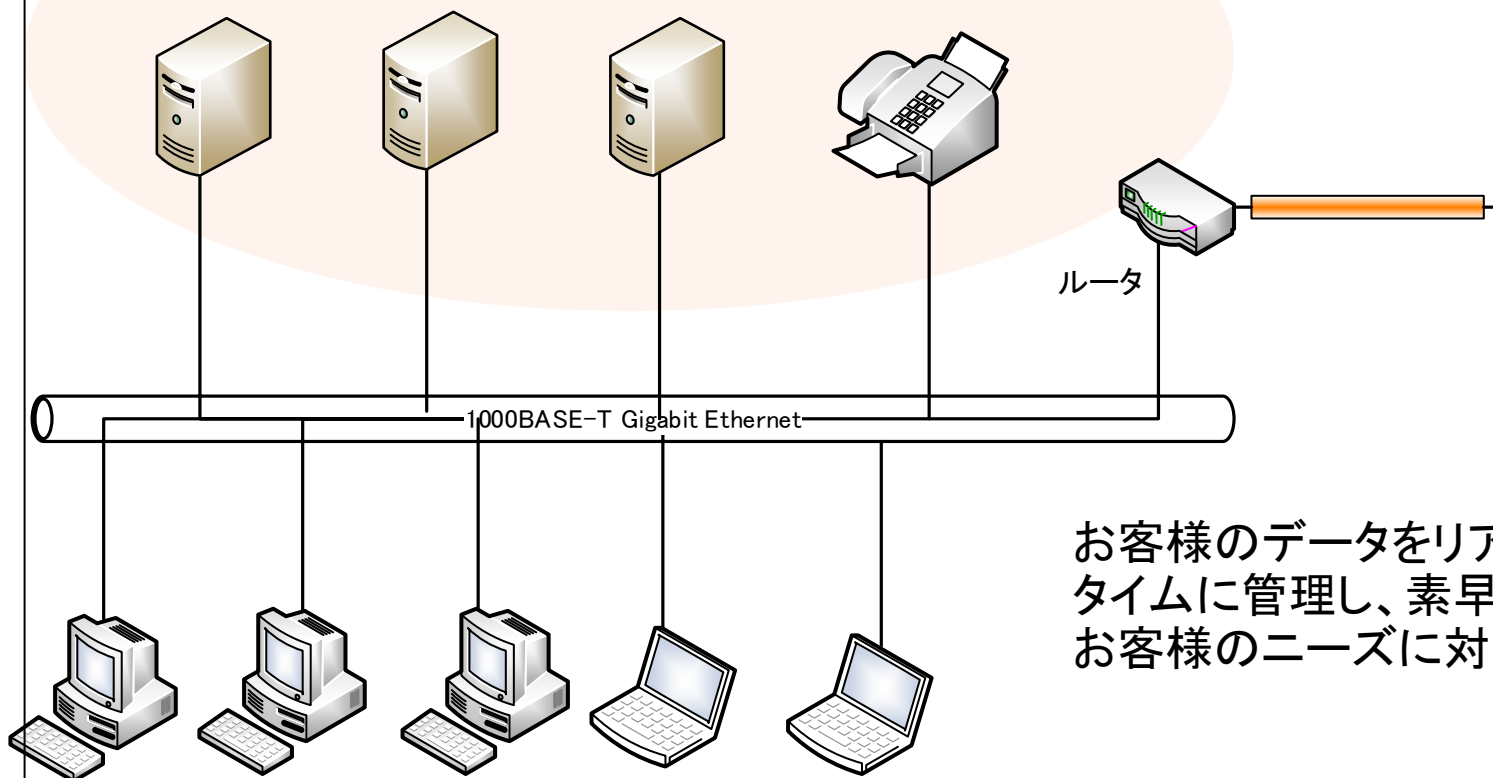 ルータ
1000BASE-T Gigabit Ethernet
お客様のデータをリア
タイムに管理し、素早
お客様のニーズに対